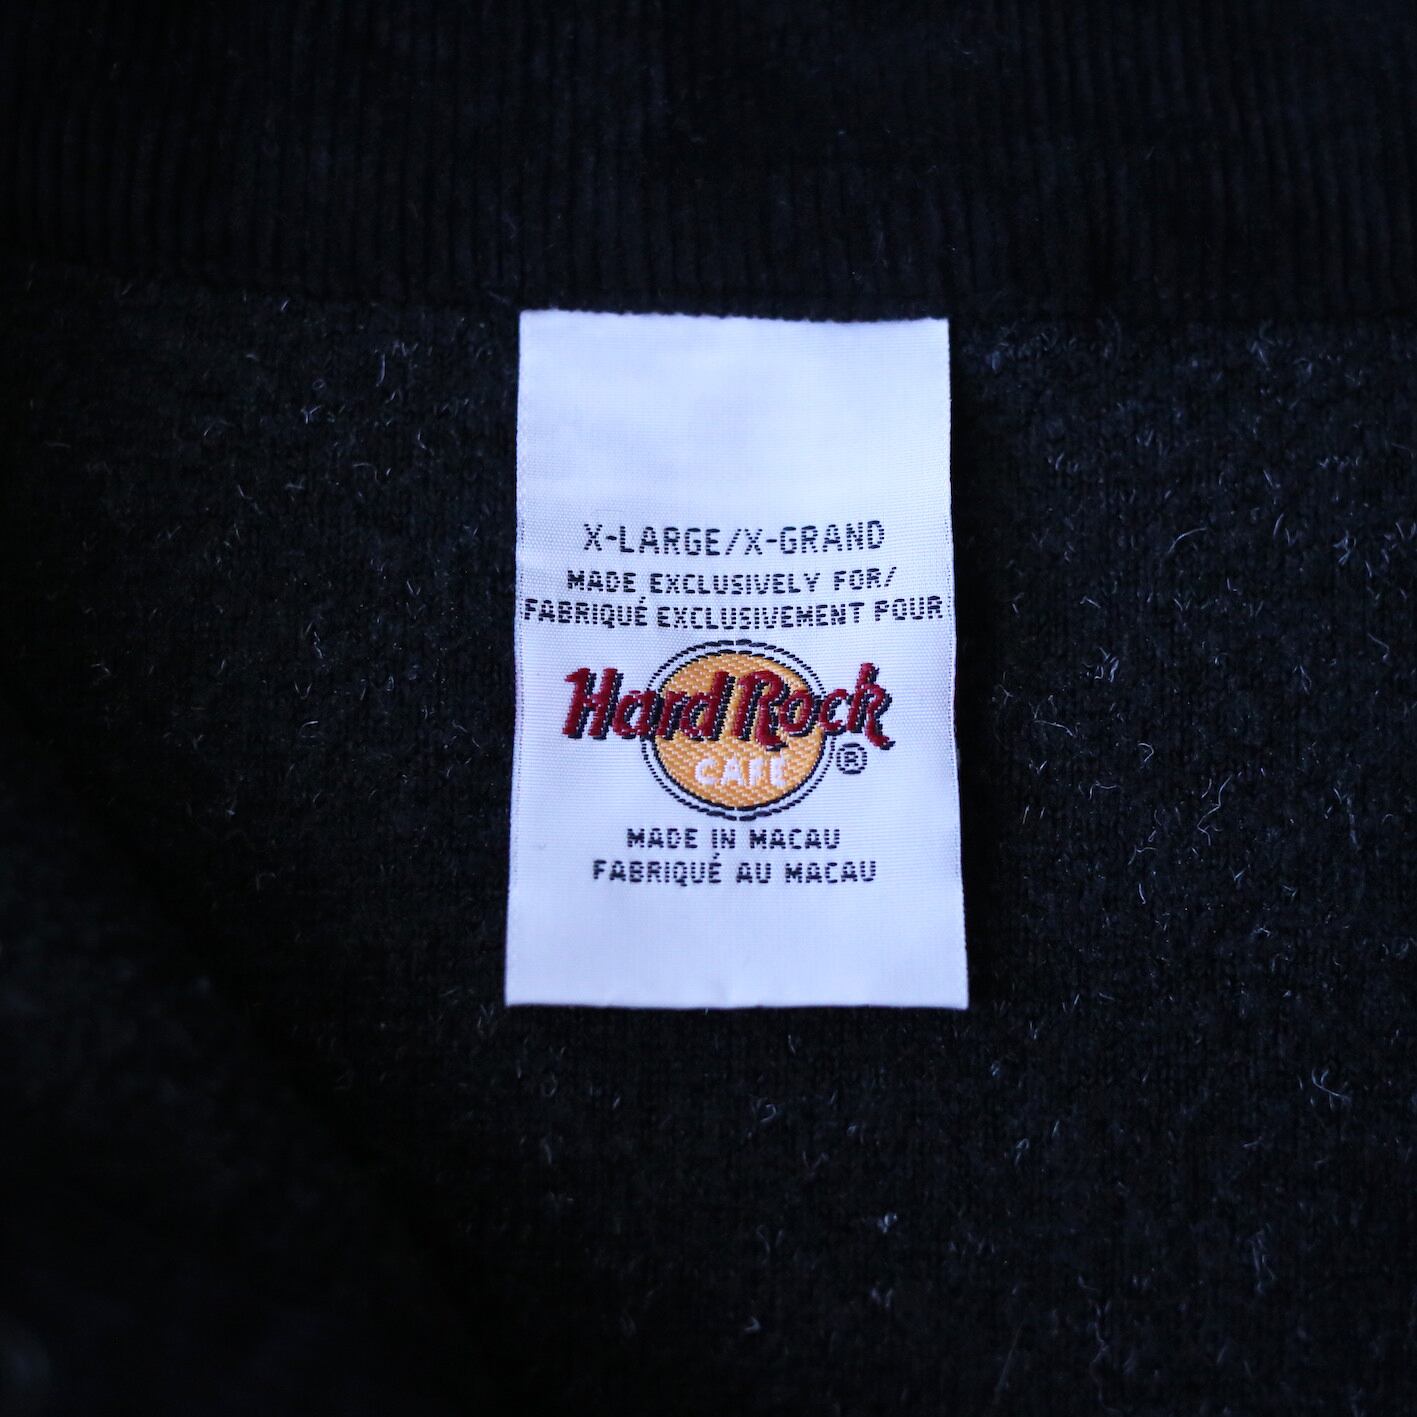 X-LARGE/X-GRAND
MADE EXCLUSIVELY FOR/
FABRIQUÉ EXCLUSIVEMENT POUR
Hard Rock
CAFE
®
MADE IN MACAU
FABRIQUÉ AU MACAU